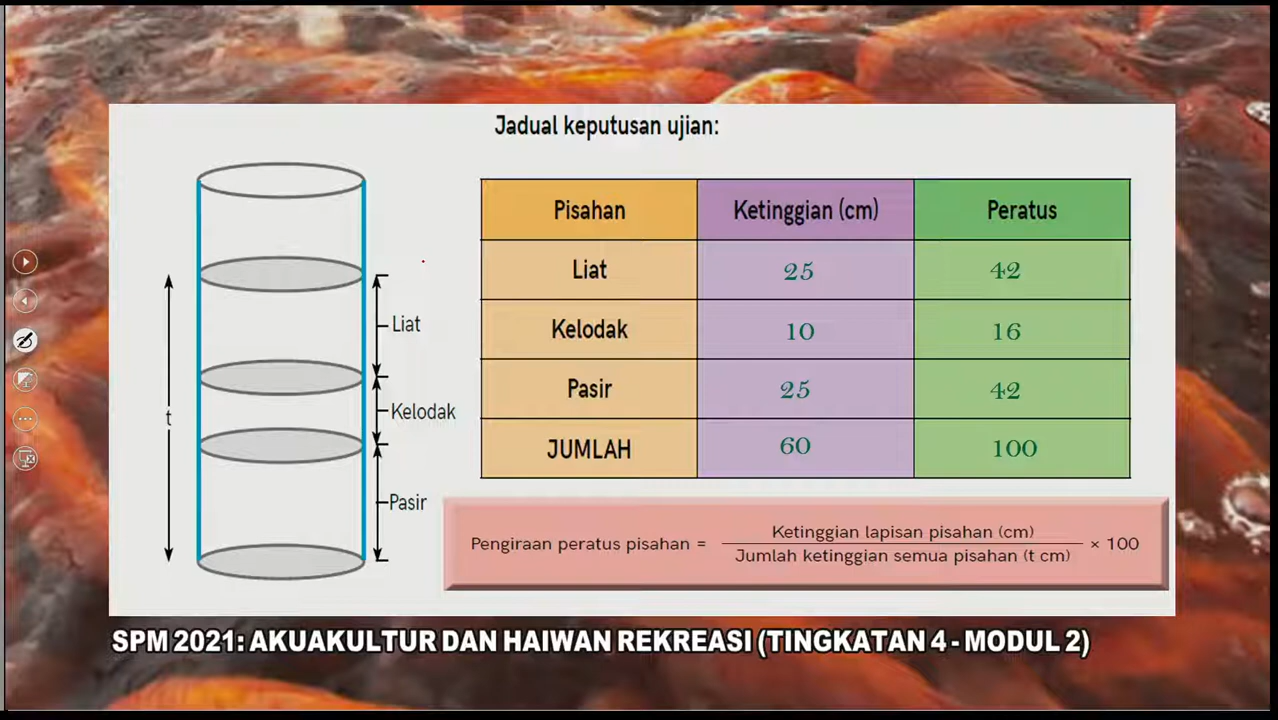 Jadual keputusan ujian:
Pisahan Ketinggian (cm) Peratus
Liat 25 42
Kelodak 10 16
Pasir 25 42
JUMLAH 60 100
t
Liat
Kelodak
Pasir
Pengiraan peratus pisahan = Ketinggian lapisan pisahan (cm)
Jumlah ketinggian semua pisahan (t cm) × 100
SPM 2021: AKUAKULTUR DAN HAIWAN REKREASI (TINGKATAN 4 - MODUL 2)